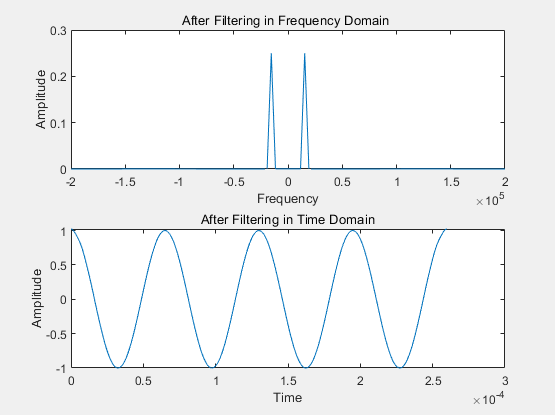 After Filtering in Frequency Domain
Amplitude
0.3
0.2
0.1
0
-2 -1.5 -1 -0.5 0 0.5 1 1.5 2
Frequency
×10^5
After Filtering in Time Domain
Amplitude
1
0.5
0
-0.5
-1
0 0.5 1 1.5 2 2.5 3
Time
×10^-4